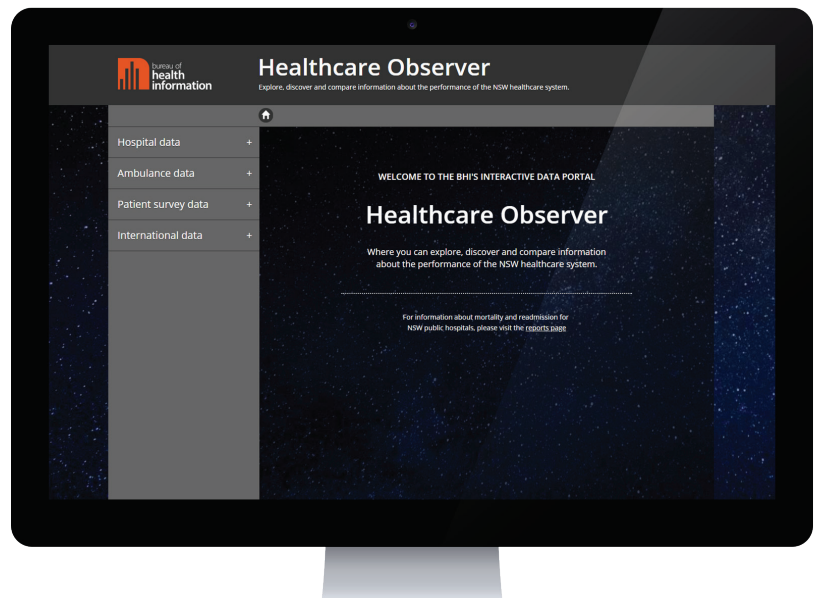 bureau of
health
information
Healthcare Observer
Explore, discover and compare information about the performance of the NSW healthcare system.
Hospital data +
Ambulance data +
Patient survey data +
International data +
WELCOME TO THE BHI'S INTERACTIVE DATA PORTAL
Healthcare Observer
Where you can explore, discover and compare information
about the performance of the NSW healthcare system.
For information about mortality and readmission for
NSW public hospitals, please visit the reports page